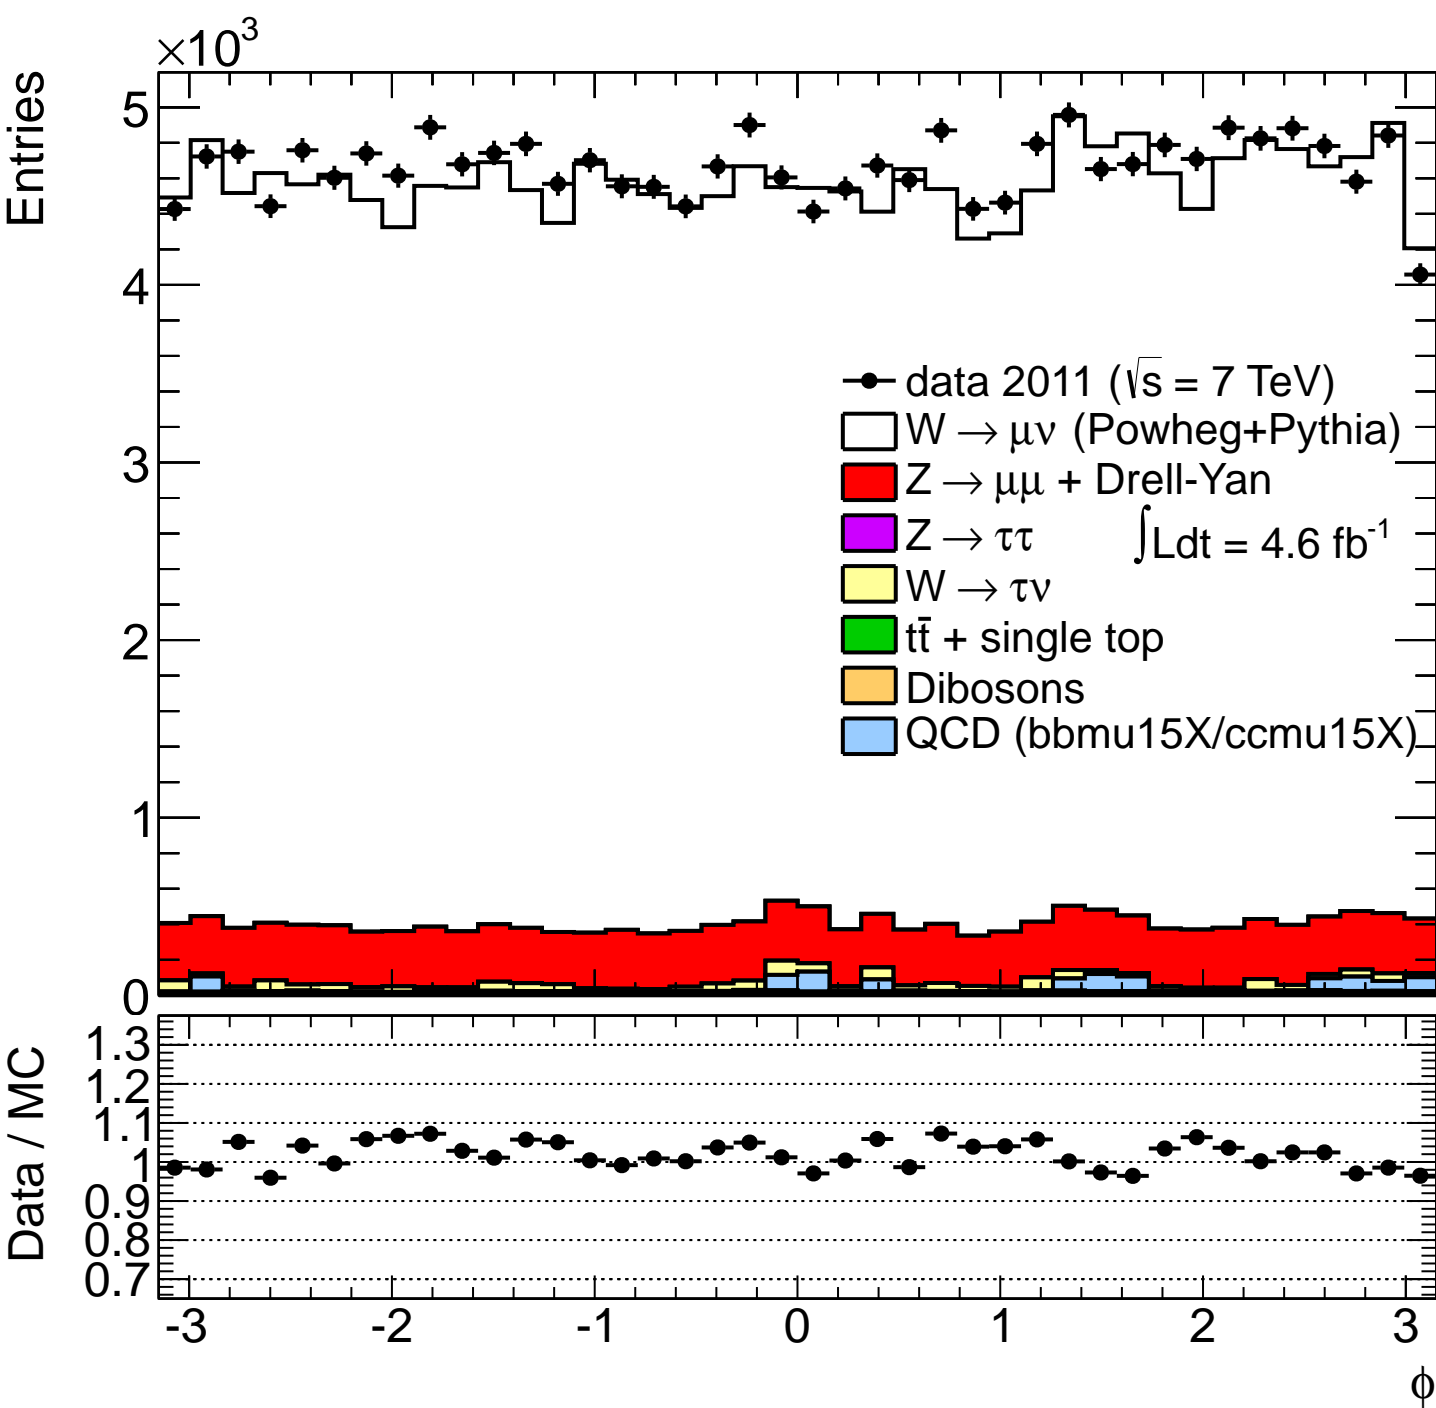 ×10³
Entries
5
4
3
2
1
0
data 2011 (√s = 7 TeV)
W → μν (Powheg+Pythia)
Z → μμ + Drell-Yan
Z → ττ
∫Ldt = 4.6 fb⁻¹
W → τν
tt̄ + single top
Dibosons
QCD (bbmu15X/ccmu15X)
Data / MC
1.3
1.2
1.1
1
0.9
0.8
0.7
-3 -2 -1 0 1 2 3
ϕ